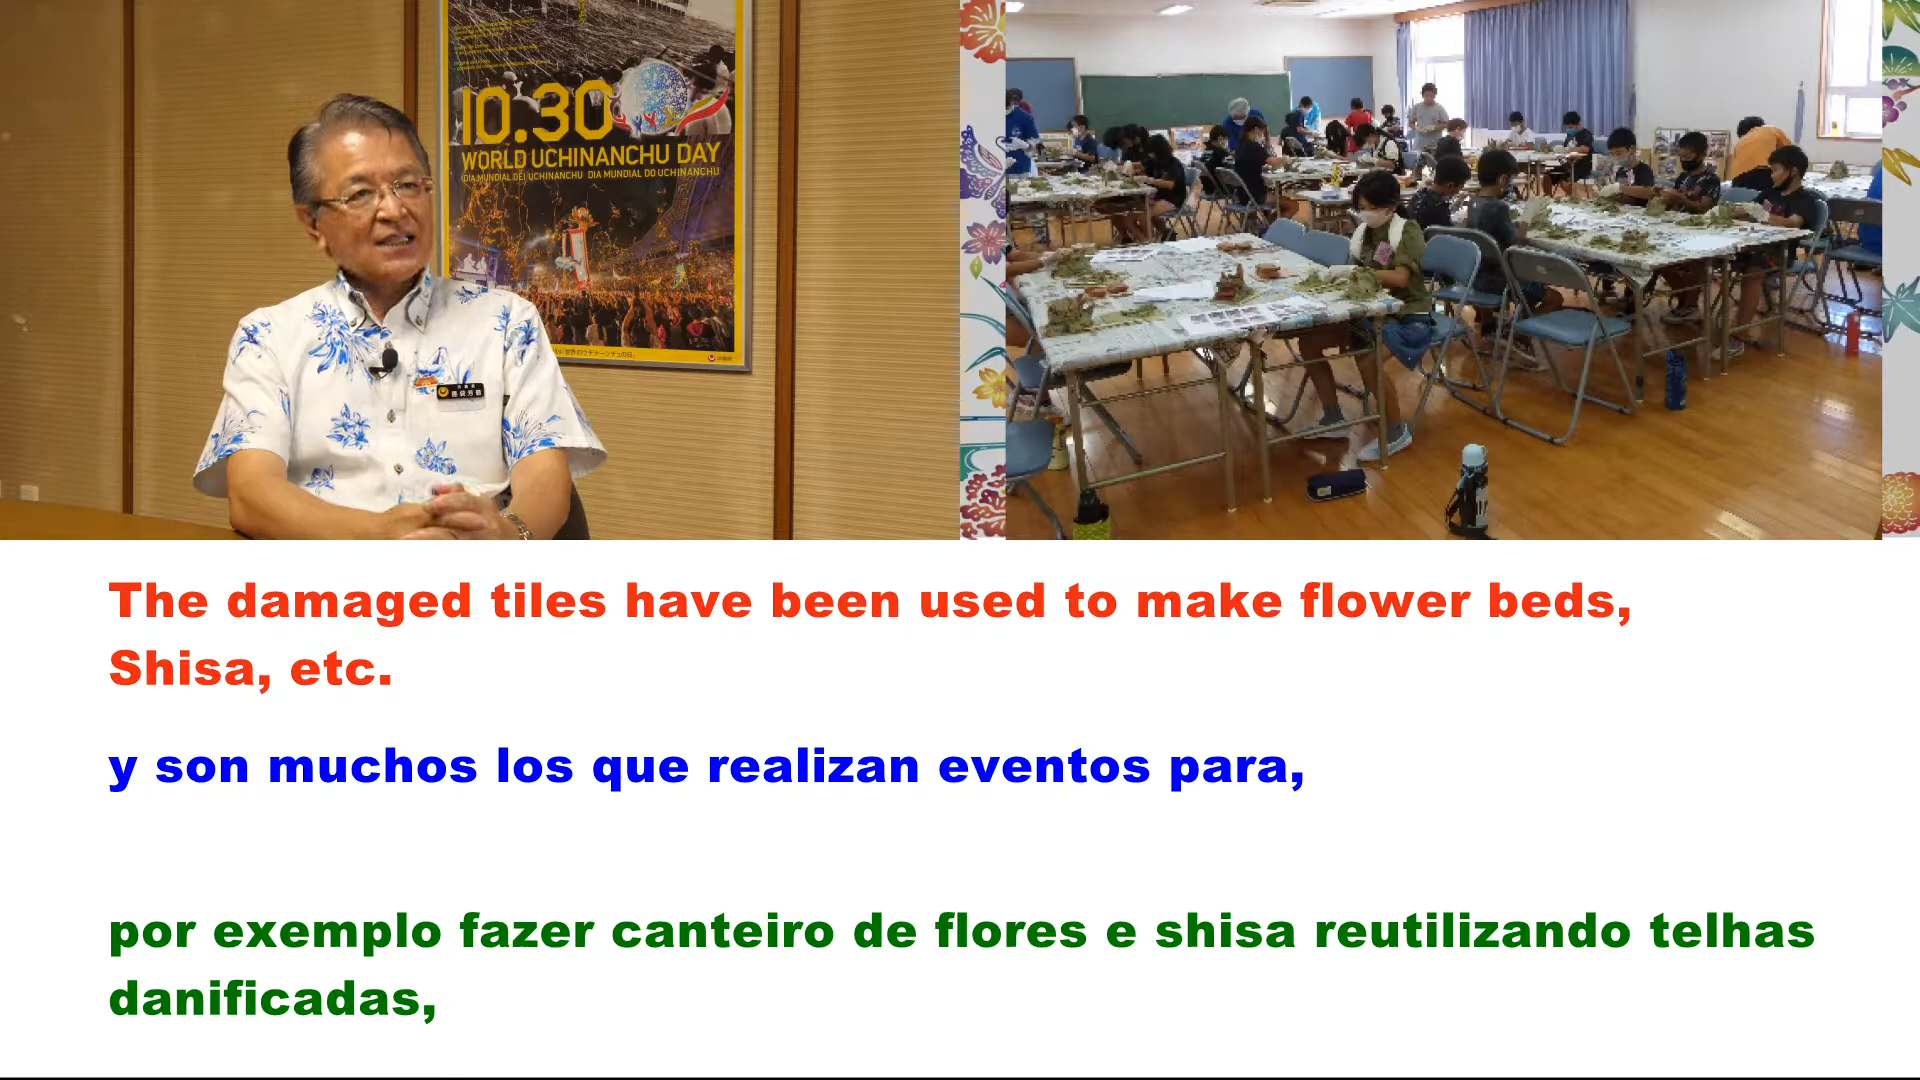 10.30
WORLD UCHINANCHU DAY
DIA MUNDIAL DEL UCHINANCHU DIA MUNDIAL DO UCHINANCHU
The damaged tiles have been used to make flower beds,
Shisa, etc.
y son muchos los que realizan eventos para,
por exemplo fazer canteiro de flores e shisa reutilizando telhas
danificadas,